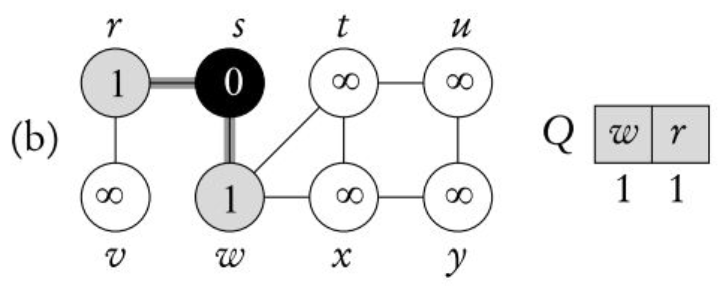 r s t u
1 0 ∞ ∞
(b) Q w r
∞ 1 ∞ ∞ 1 1
v w x y